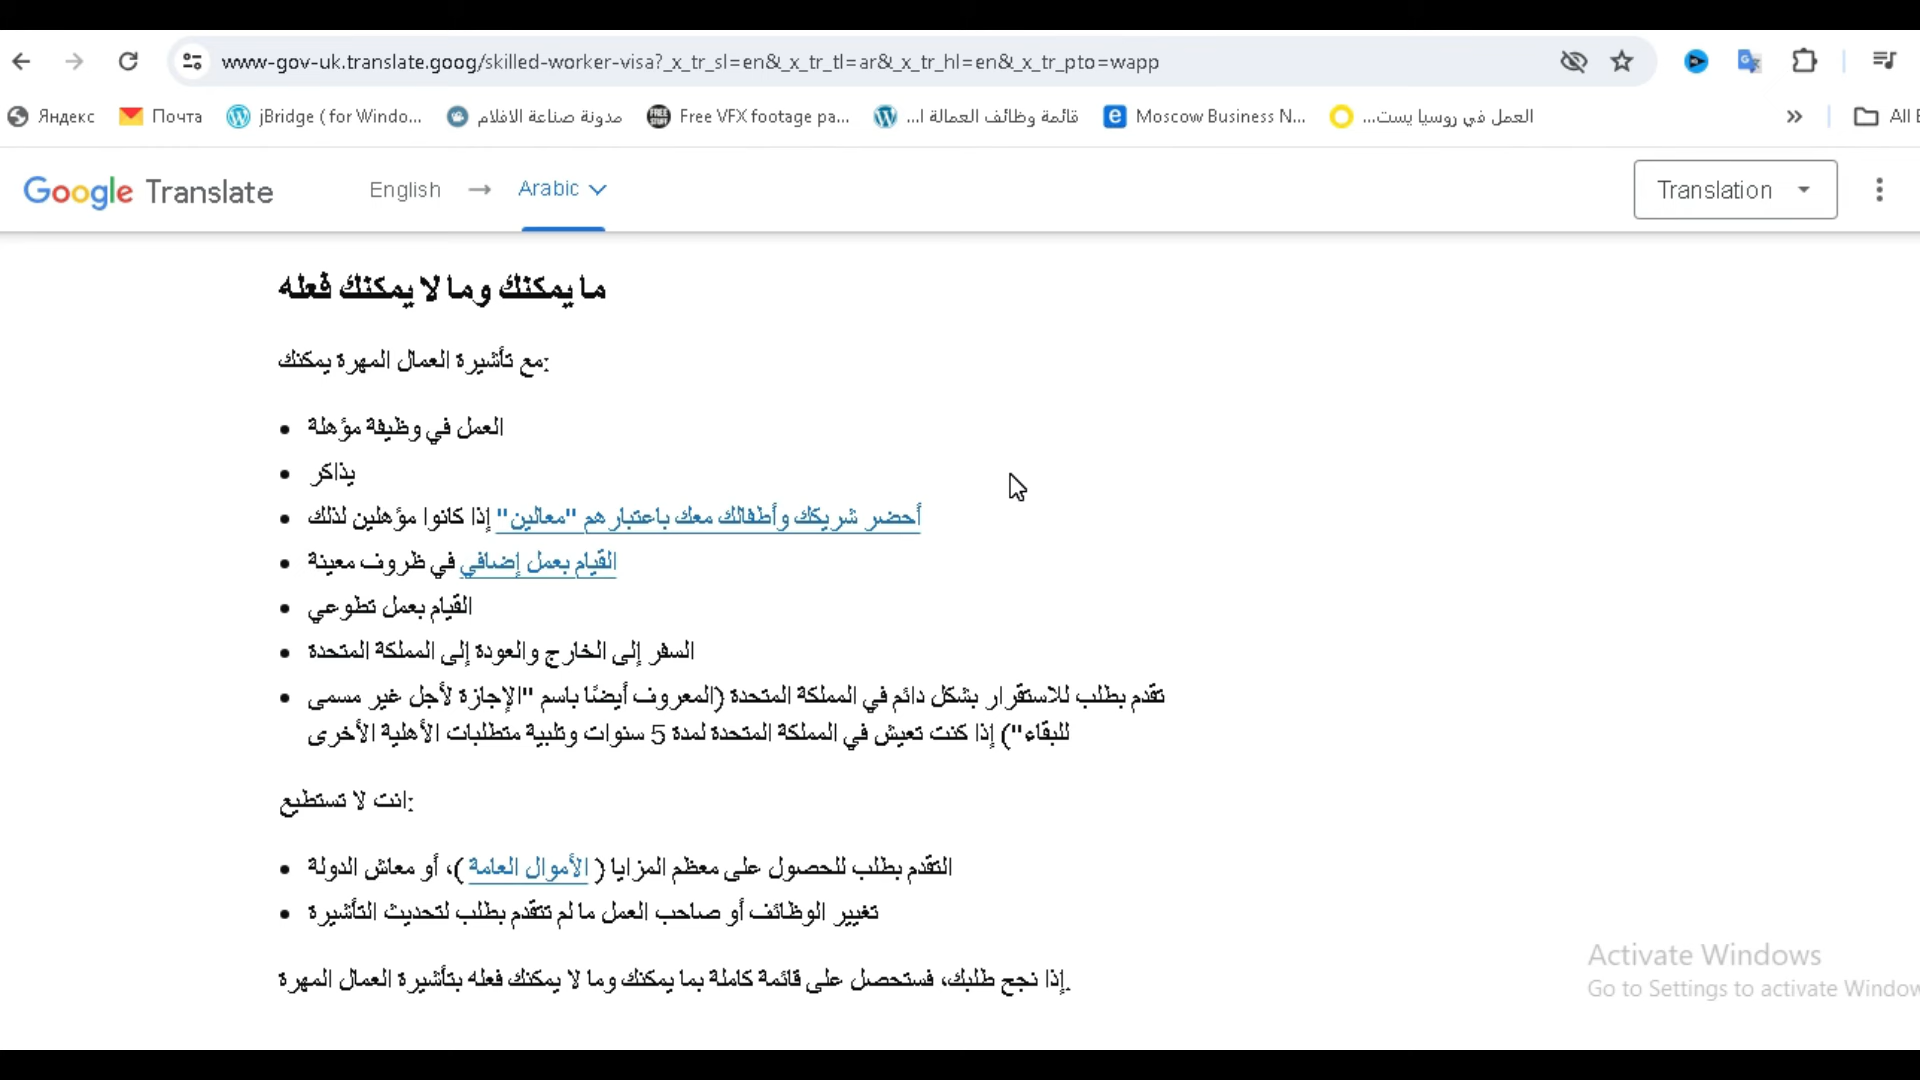 www-gov-uk.translate.goog/skilled-worker-visa?_x_tr_sl=en&_x_tr_tl=ar&_x_tr_hl=en&_x_tr_pto=wapp
Яндекс Почта jBridge ( for Windo... مدونة صناعة الافلام Free VFX footage pa... قائمة وظائف العمالة ا... Moscow Business N... العمل في روسيا يست... » All
Google Translate English → Arabic Translation
ما يمكنك وما لا يمكنك فعله
مع تأشيرة العمال المهرة يمكنك:
• العمل في وظيفة مؤهلة
• يذاكر
• أحضر شريكك وأطفالك معك باعتبارهم "معالين" إذا كانوا مؤهلين لذلك
• القيام بعمل إضافي في ظروف معينة
• القيام بعمل تطوعي
• السفر إلى الخارج والعودة إلى المملكة المتحدة
• تقدم بطلب للاستقرار بشكل دائم في المملكة المتحدة (المعروف أيضًا باسم "الإجازة لأجل غير مسمى
للبقاء") إذا كنت تعيش في المملكة المتحدة لمدة 5 سنوات وتلبية متطلبات الأهلية الأخرى
انت لا تستطيع:
• التقدم بطلب للحصول على معظم المزايا ( الأموال العامة )، أو معاش الدولة
• تغيير الوظائف أو صاحب العمل ما لم تتقدم بطلب لتحديث التأشيرة
إذا نجح طلبك، فستحصل على قائمة كاملة بما يمكنك وما لا يمكنك فعله بتأشيرة العمال المهرة.
Activate Windows
Go to Settings to activate Window